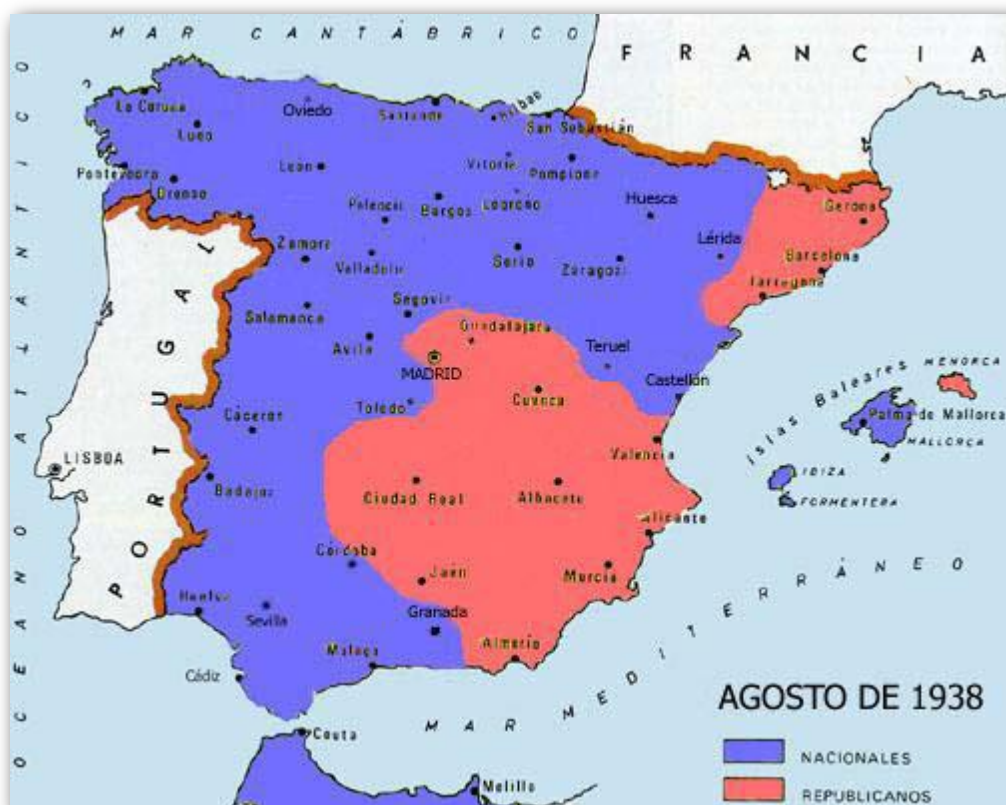 MAR CANTÁBRICO
FRANCIA
OCEANO ATLANTICO
La Coruña
Lugo
Oviedo
Santande
Bilbao
San Sebastián
Pontevedra
Orense
León
Vitoria
Pamplona
Palencia
Burgos
Logroño
Huesca
Gerona
Zamora
Valladolid
Soria
Zaragoz
Lérida
Barcelona
Tarragona
Salamanca
Segovia
Avila
Guadalajara
MADRID
Teruel
Castellón
Toledo
Cuenca
Islas Baleares
MENORCA
Palma de Mallorca
MALLORCA
IBIZA
FORMENTERA
PORTUGAL
LISBOA
Cáceres
Badajoz
Valencia
Ciudad Real
Albacete
Alicante
Córdoba
Jaén
Murcia
Huelva
Sevilla
Granada
Almería
Málaga
Cádiz
MAR MEDITERRÁNEO
Ceuta
Melilla
AGOSTO DE 1938
NACIONALES
REPUBLICANOS